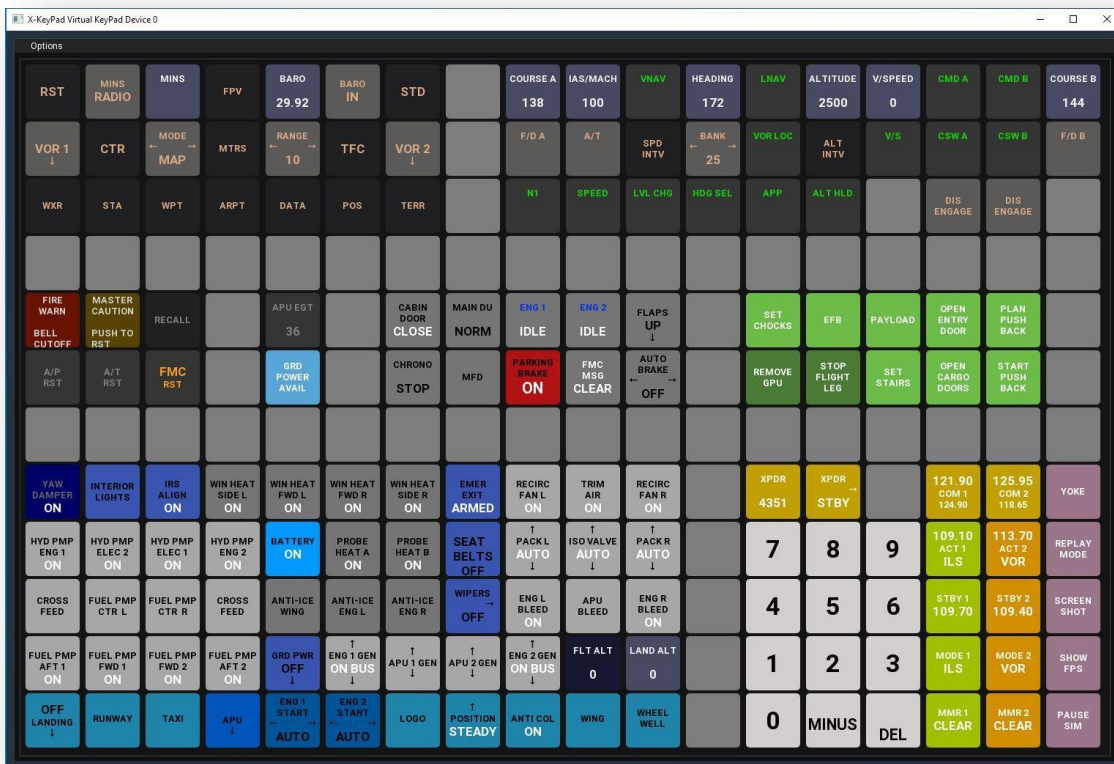 X-KeyPad Virtual KeyPad Device 0
Options
RST
MINS
RADIO
MINS
FPV
BARO
29.92
BARO
IN
STD
COURSE A
138
IAS/MACH
100
VNAV
HEADING
172
LNAV
ALTITUDE
2500
V/SPEED
0
CMD A
CMD B
COURSE B
144
VOR 1
↓
CTR
MODE
← →
MAP
MTRS
RANGE
← →
10
TFC
VOR 2
↓
F/D A
A/T
SPD
INTV
BANK
← →
25
VOR LOC
ALT
INTV
V/S
CSW A
CSW B
F/D B
WXR
STA
WPT
ARPT
DATA
POS
TERR
N1
SPEED
LVL CHG
HDG SEL
APP
ALT HLD
DIS
ENGAGE
DIS
ENGAGE
FIRE
WARN
BELL
CUTOFF
MASTER
CAUTION
PUSH TO
RST
RECALL
APU EGT
36
CABIN
DOOR
CLOSE
MAIN DU
NORM
ENG 1
IDLE
ENG 2
IDLE
FLAPS
UP
↓
SET
CHOCKS
EFB
PAYLOAD
OPEN
ENTRY
DOOR
PLAN
PUSH
BACK
A/P
RST
A/T
RST
FMC
RST
GRD
POWER
AVAIL
CHRONO
STOP
MFD
PARKING
BRAKE
ON
FMC
MSG
CLEAR
AUTO
BRAKE
← →
OFF
REMOVE
GPU
STOP
FLIGHT
LEG
SET
STAIRS
OPEN
CARGO
DOORS
START
PUSH
BACK
YAW
DAMPER
ON
INTERIOR
LIGHTS
IRS
ALIGN
ON
WIN HEAT
SIDE L
ON
WIN HEAT
FWD L
ON
WIN HEAT
FWD R
ON
WIN HEAT
SIDE R
ON
EMER
EXIT
ARMED
RECIRC
FAN L
ON
TRIM
AIR
ON
RECIRC
FAN R
ON
XPDR
4351
XPDR
→
STBY
121.90
COM 1
124.90
125.95
COM 2
118.65
YOKE
HYD PMP
ENG 1
ON
HYD PMP
ELEC 2
ON
HYD PMP
ELEC 1
ON
HYD PMP
ENG 2
ON
BATTERY
ON
PROBE
HEAT A
ON
PROBE
HEAT B
ON
SEAT
BELTS
OFF
↑
PACK L
AUTO
↓
↑
ISO VALVE
AUTO
↓
↑
PACK R
AUTO
↓
7
8
9
109.10
ACT 1
ILS
113.70
ACT 2
VOR
REPLAY
MODE
CROSS
FEED
FUEL PMP
CTR L
FUEL PMP
CTR R
CROSS
FEED
ANTI-ICE
WING
ANTI-ICE
ENG L
ANTI-ICE
ENG R
WIPERS
→
OFF
ENG L
BLEED
ON
APU
BLEED
ENG R
BLEED
ON
4
5
6
STBY 1
109.70
STBY 2
109.40
SCREEN
SHOT
FUEL PMP
AFT 1
ON
FUEL PMP
FWD 1
ON
FUEL PMP
FWD 2
ON
FUEL PMP
AFT 2
ON
GRD PWR
OFF
↓
↑
ENG 1 GEN
ON BUS
↓
↑
APU 1 GEN
↓
↑
APU 2 GEN
↓
↑
ENG 2 GEN
ON BUS
↓
FLT ALT
0
LAND ALT
0
1
2
3
MODE 1
ILS
MODE 2
VOR
SHOW
FPS
OFF
LANDING
↓
RUNWAY
TAXI
APU
↓
ENG 1
START
← →
AUTO
ENG 2
START
← →
AUTO
LOGO
↑
POSITION
STEADY
ANTI COL
ON
WING
WHEEL
WELL
0
MINUS
DEL
MMR 1
CLEAR
MMR 2
CLEAR
PAUSE
SIM